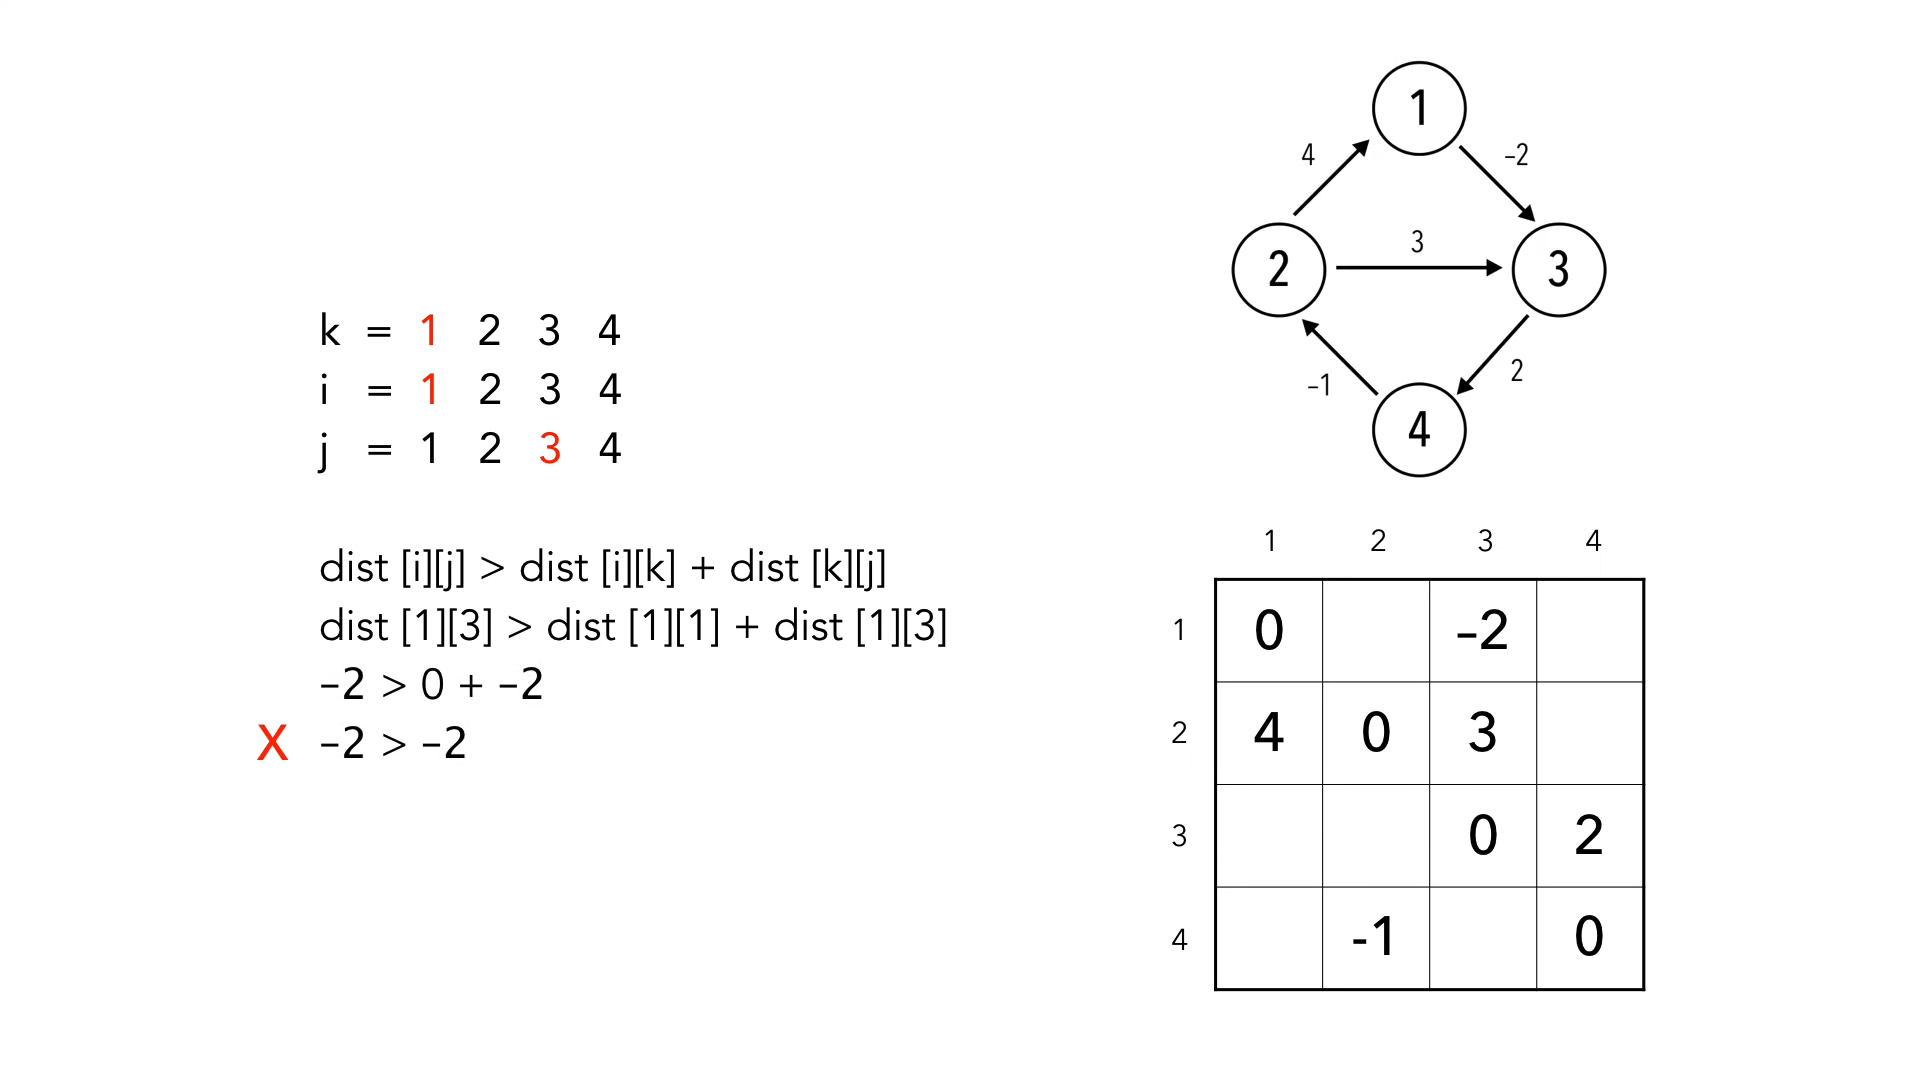 k = 1 2 3 4
i = 1 2 3 4
j = 1 2 3 4
dist [i][j] > dist [i][k] + dist [k][j]
dist [1][3] > dist [1][1] + dist [1][3]
–2 > 0 + –2
X –2 > –2
1
4 –2
3
2 3
–1 2
4
1 2 3 4
1 0 –2
2 4 0 3
3 0 2
4 -1 0